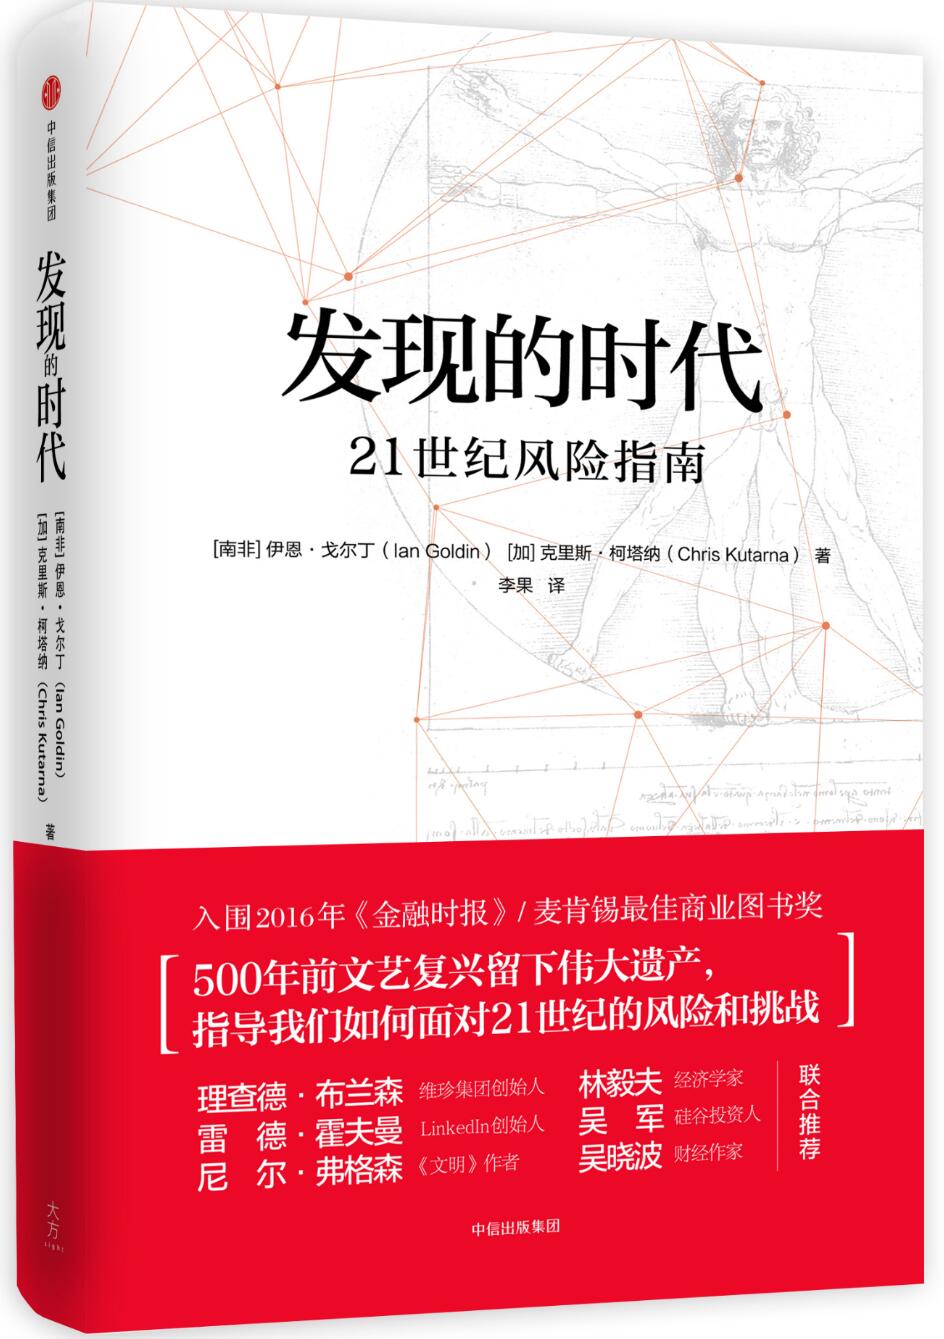 中信出版集团
发现的时代
[南非] 伊恩·戈尔丁 (Ian Goldin)
[加] 克里斯·柯塔纳 (Chris Kutarna)
著
大方
sight
发现的时代
21世纪风险指南
[南非] 伊恩·戈尔丁 (Ian Goldin) [加] 克里斯·柯塔纳 (Chris Kutarna) 著
李果 译
入围2016年《金融时报》/麦肯锡最佳商业图书奖
500年前文艺复兴留下伟大遗产,
指导我们如何面对21世纪的风险和挑战
理查德·布兰森 维珍集团创始人
雷德·霍夫曼 LinkedIn创始人
尼尔·弗格森 《文明》作者
林毅夫 经济学家
吴军 硅谷投资人
吴晓波 财经作家
联合推荐
中信出版集团